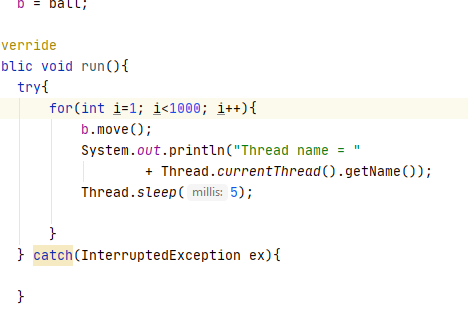 b = ball;
verride
blic void run(){
try{
for(int i=1; i<1000; i++){
b.move();
System.out.println("Thread name = "
+ Thread.currentThread().getName());
Thread.sleep( millis: 5);
}
} catch(InterruptedException ex){
}